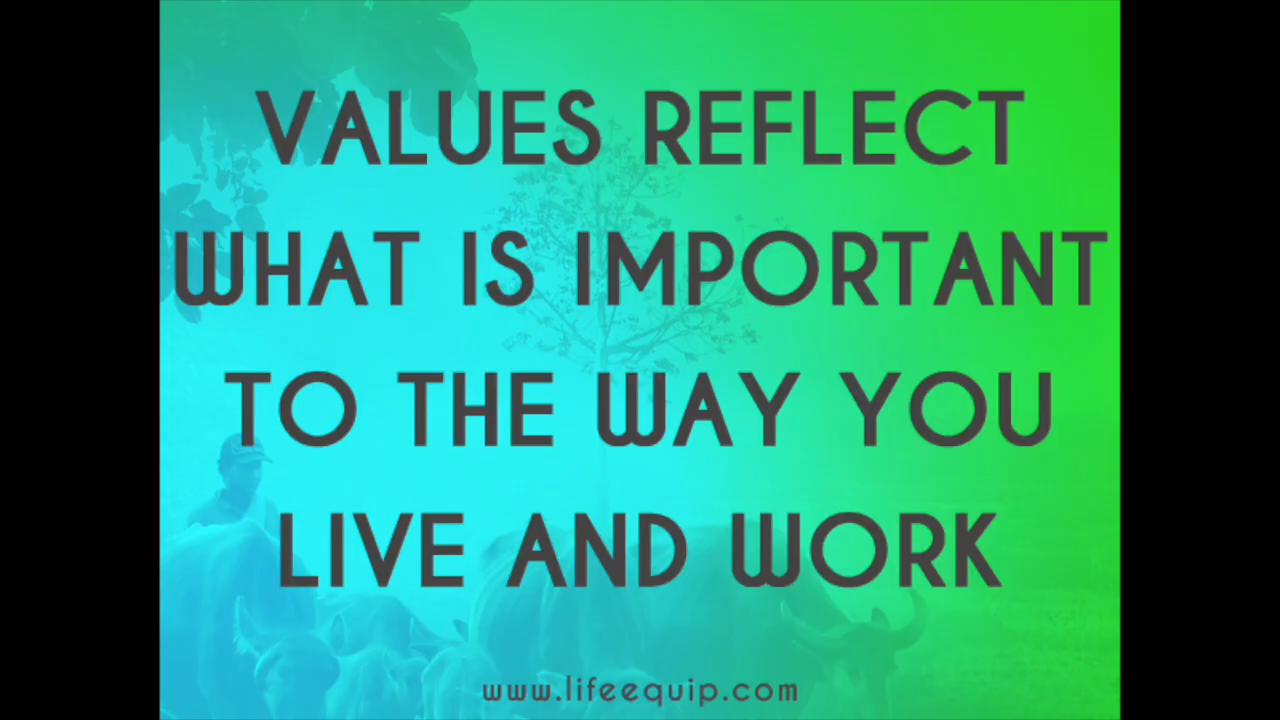 VALUES REFLECT
WHAT IS IMPORTANT
TO THE WAY YOU
LIVE AND WORK
www.lifeequip.com